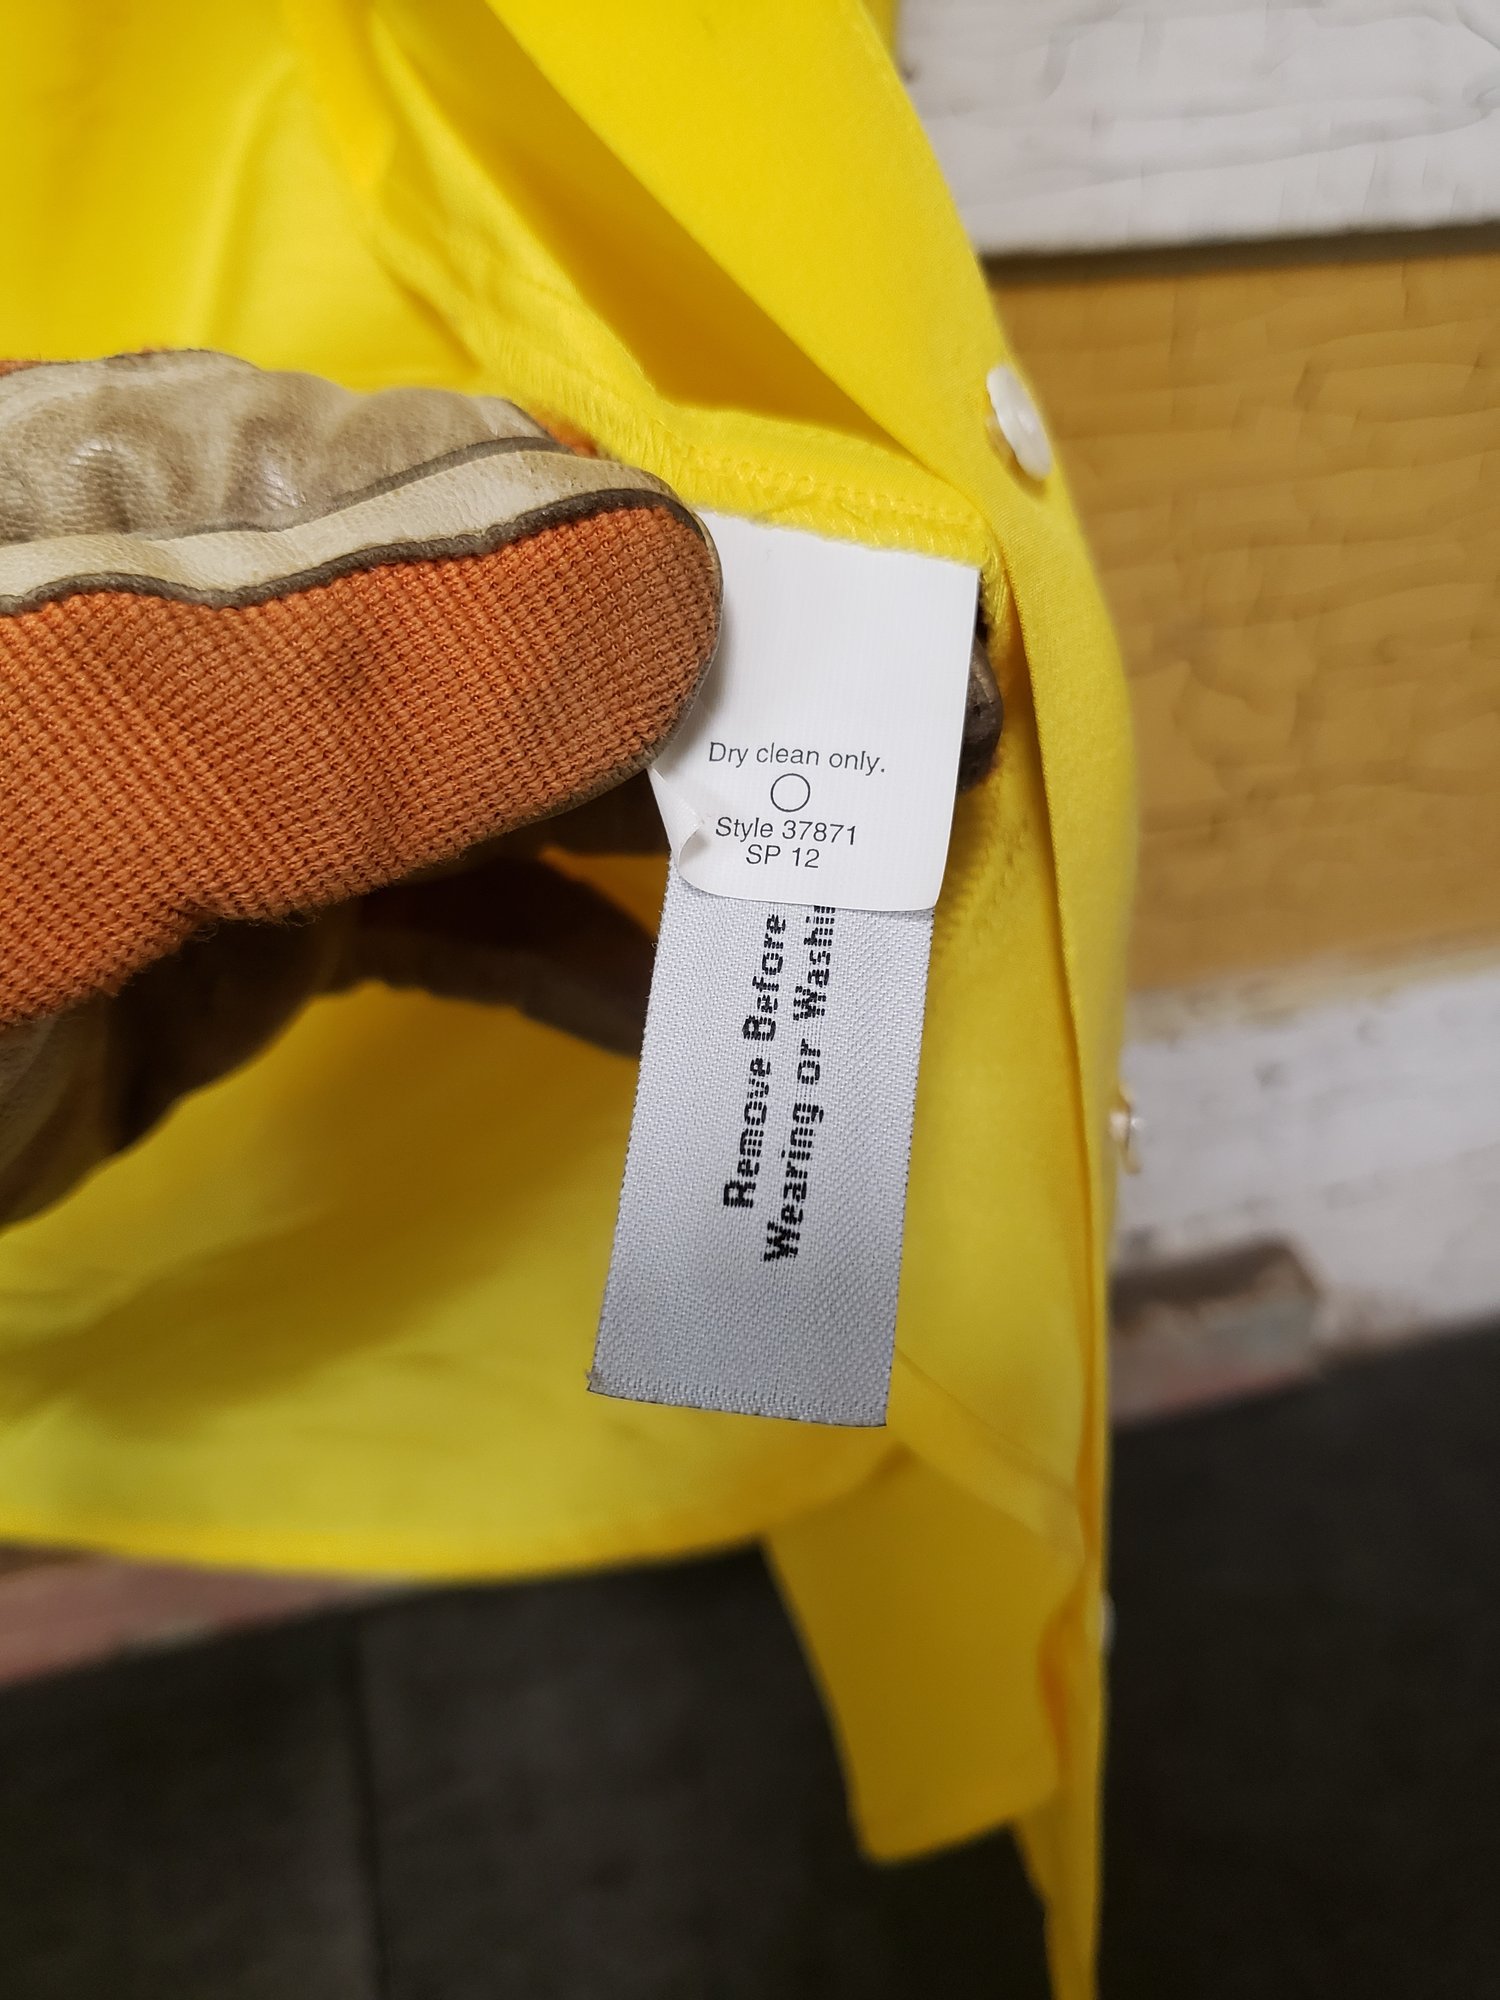 Dry clean only.
Style 37871
SP 12
Remove Before
Wearing or